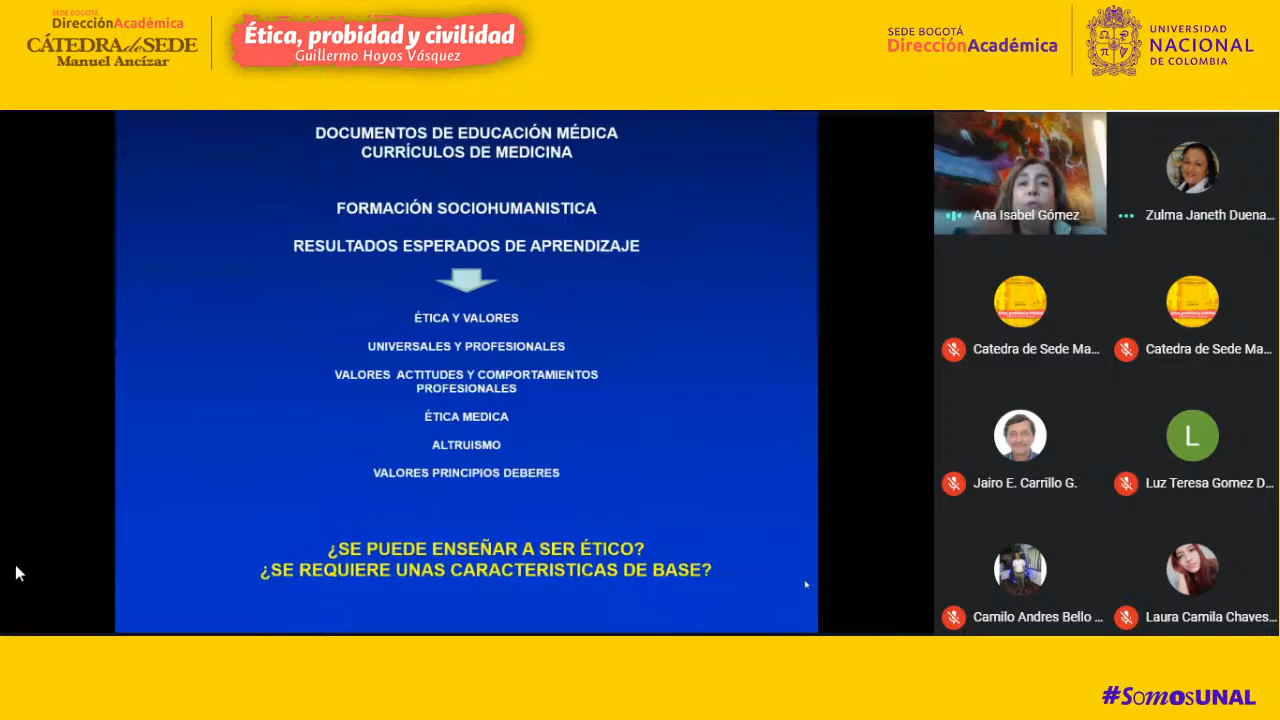 SEDE BOGOTÁ
DirecciónAcadémica
CÁTEDRA de SEDE
Manuel Ancízar
Ética, probidad y civilidad
Guillermo Hoyos Vásquez
SEDE BOGOTÁ
DirecciónAcadémica
UNIVERSIDAD
NACIONAL
DE COLOMBIA
DOCUMENTOS DE EDUCACIÓN MÉDICA
CURRÍCULOS DE MEDICINA
FORMACIÓN SOCIOHUMANISTICA
RESULTADOS ESPERADOS DE APRENDIZAJE
ÉTICA Y VALORES
UNIVERSALES Y PROFESIONALES
VALORES ACTITUDES Y COMPORTAMIENTOS
PROFESIONALES
ÉTICA MEDICA
ALTRUISMO
VALORES PRINCIPIOS DEBERES
¿SE PUEDE ENSEÑAR A SER ÉTICO?
¿SE REQUIERE UNAS CARACTERISTICAS DE BASE?
Ana Isabel Gómez
Zulma Janeth Duena...
Catedra de Sede Ma...
Catedra de Sede Ma...
Jairo E. Carrillo G.
L
Luz Teresa Gomez D...
Camilo Andres Bello ...
Laura Camila Chaves...
#SomosUNAL